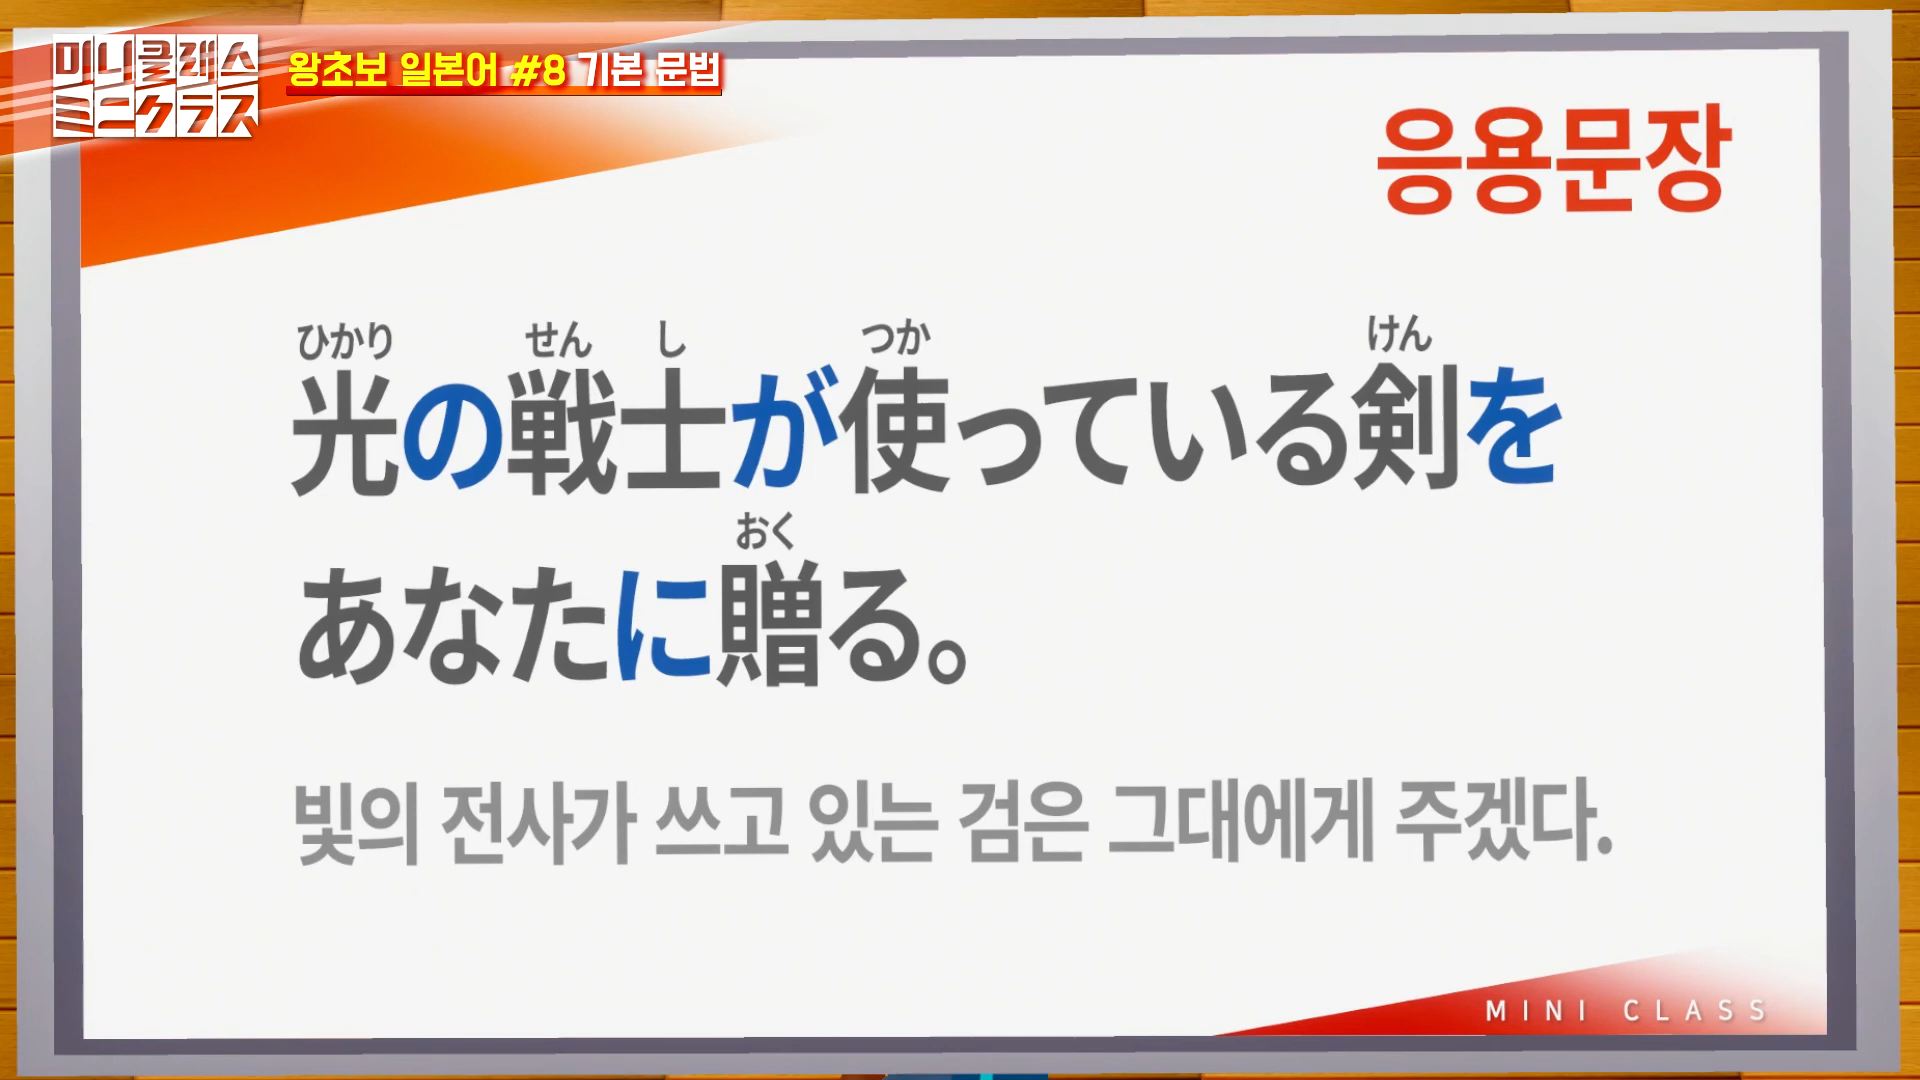 미니클래스
ミニクラス
왕초보 일본어 #8 기본 문법
응용문장
ひかり せん し つか けん
光の戦士が使っている剣を
おく
あなたに贈る。
빛의 전사가 쓰고 있는 검은 그대에게 주겠다.
MINI CLASS